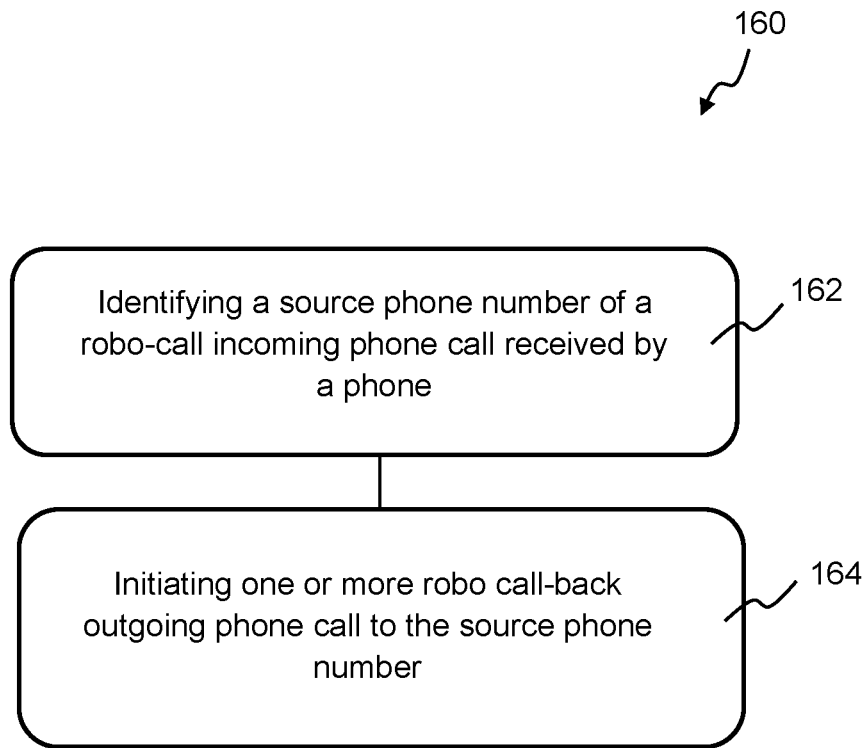 160
Identifying a source phone number of a
robo-call incoming phone call received by
a phone
162
Initiating one or more robo call-back
outgoing phone call to the source phone
number
164